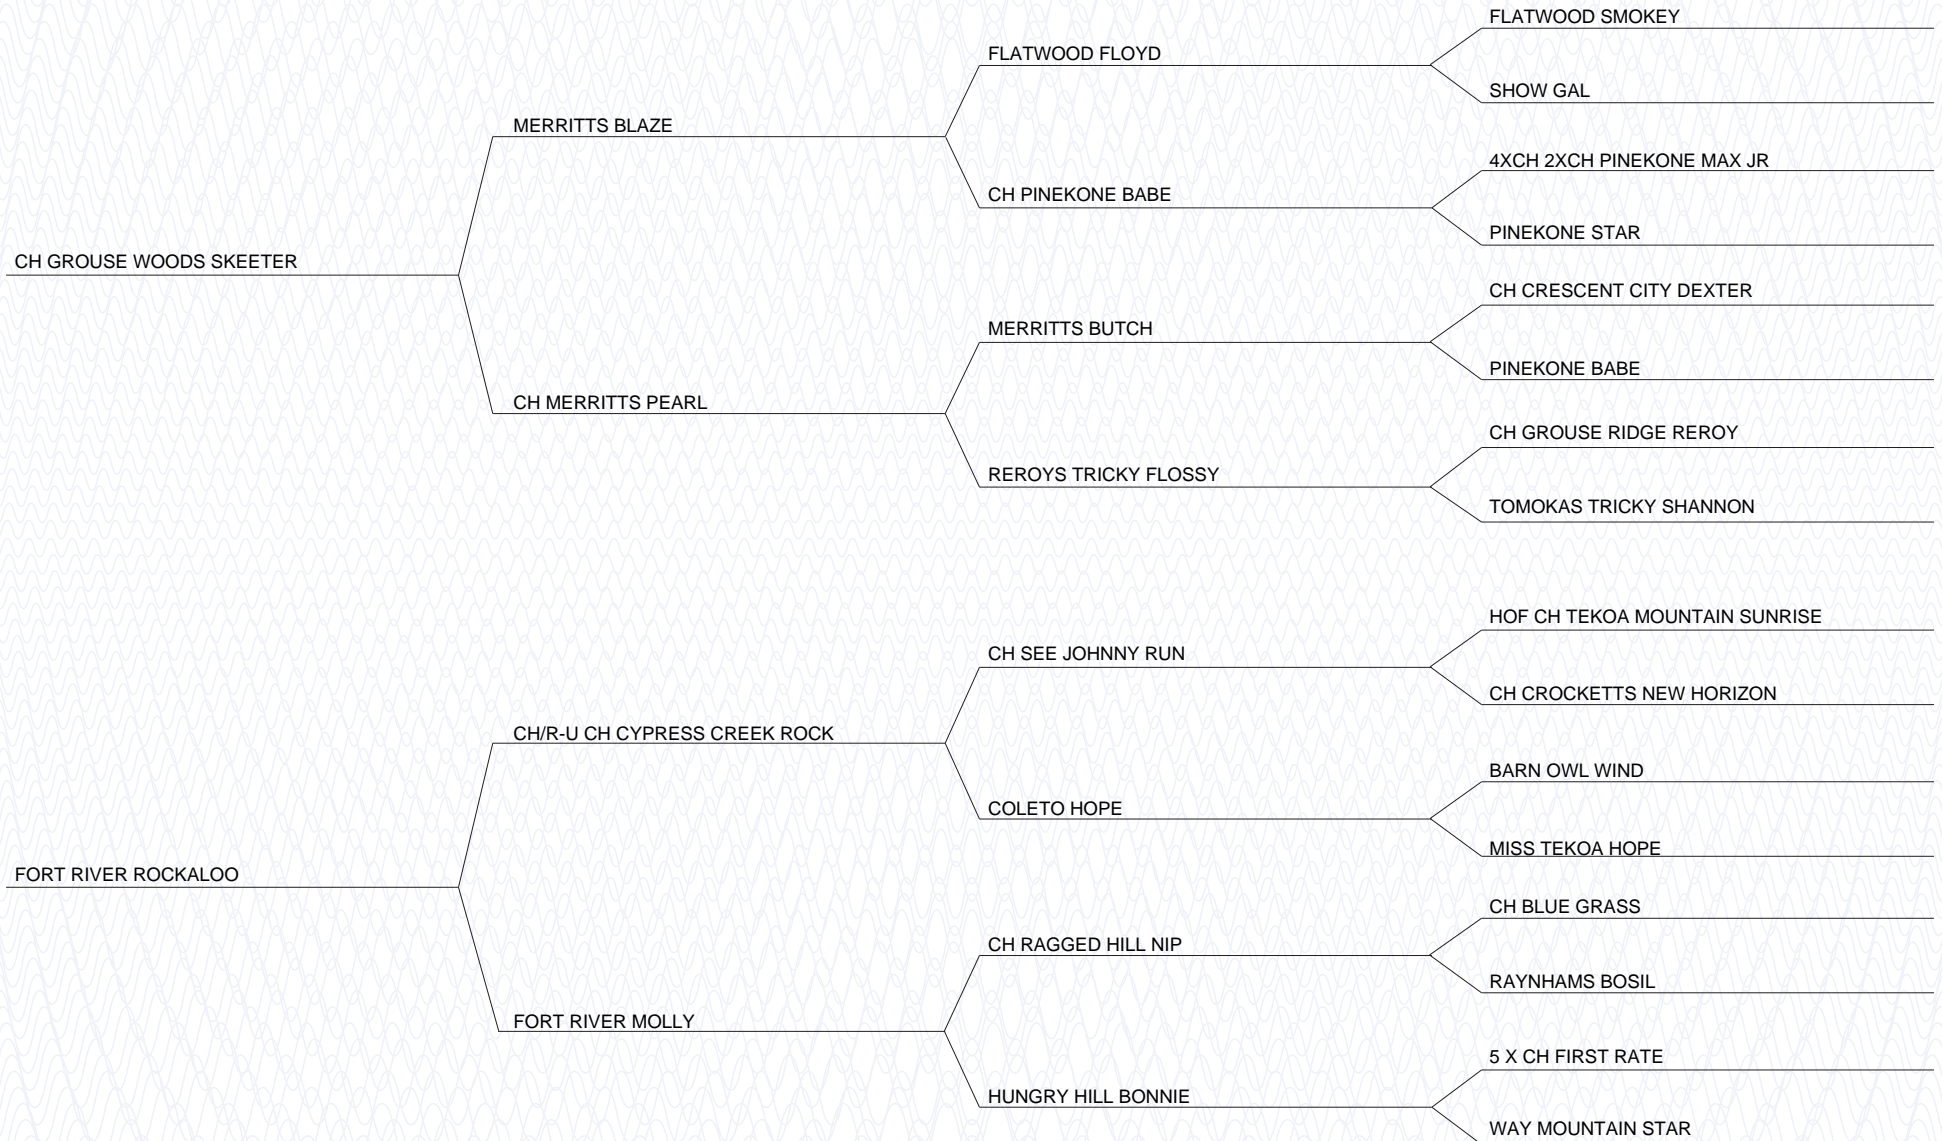 FLATWOOD SMOKEY
FLATWOOD FLOYD
SHOW GAL
MERRITTS BLAZE
4XCH 2XCH PINEKONE MAX JR
CH PINEKONE BABE
PINEKONE STAR
CH GROUSE WOODS SKEETER
CH CRESCENT CITY DEXTER
MERRITTS BUTCH
PINEKONE BABE
CH MERRITTS PEARL
CH GROUSE RIDGE REROY
REROYS TRICKY FLOSSY
TOMOKAS TRICKY SHANNON
HOF CH TEKOA MOUNTAIN SUNRISE
CH SEE JOHNNY RUN
CH CROCKETTS NEW HORIZON
CH/R-U CH CYPRESS CREEK ROCK
BARN OWL WIND
COLETO HOPE
MISS TEKOA HOPE
FORT RIVER ROCKALOO
CH BLUE GRASS
CH RAGGED HILL NIP
RAYNHAMS BOSIL
FORT RIVER MOLLY
5 X CH FIRST RATE
HUNGRY HILL BONNIE
WAY MOUNTAIN STAR